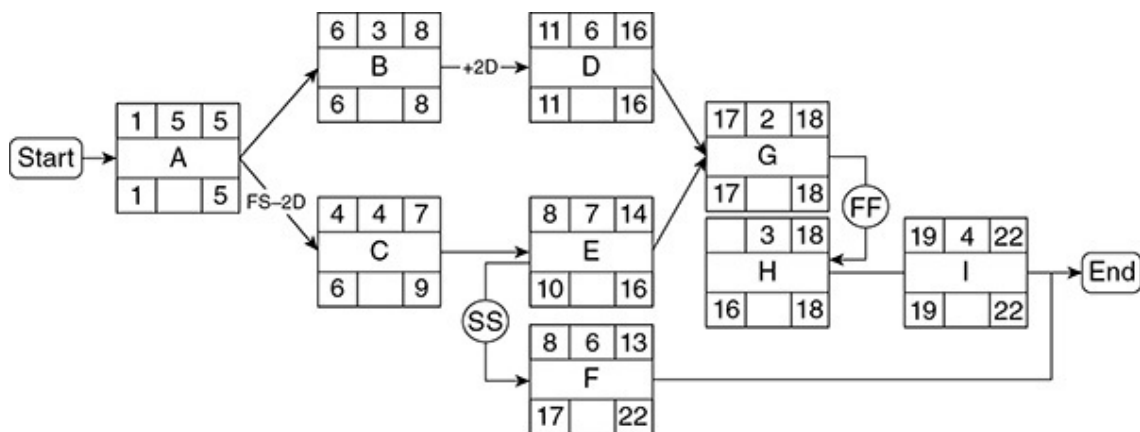 Start
1 5 5
A
1 5
6 3 8
B
6 8
+2D
11 6 16
D
11 16
FS–2D
4 4 7
C
6 9
8 7 14
E
10 16
SS
8 6 13
F
17 22
17 2 18
G
17 18
FF
3 18
H
16 18
19 4 22
I
19 22
End